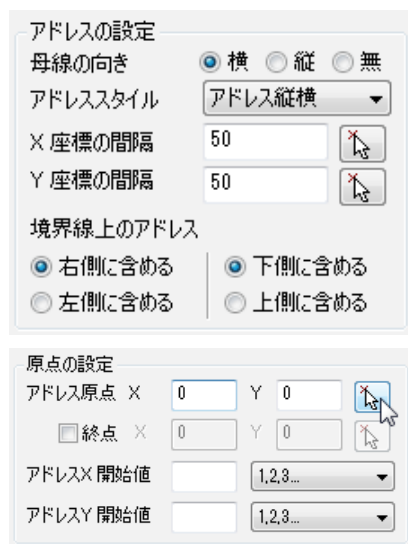 アドレスの設定
母線の向き 横 縦 無
アドレススタイル アドレス縦横
X 座標の間隔 50
Y 座標の間隔 50
境界線上のアドレス
右側に含める 下側に含める
左側に含める 上側に含める
原点の設定
アドレス原点 X 0 Y 0
終点 X 0 Y 0
アドレスX 開始値 1,2,3...
アドレスY 開始値 1,2,3...